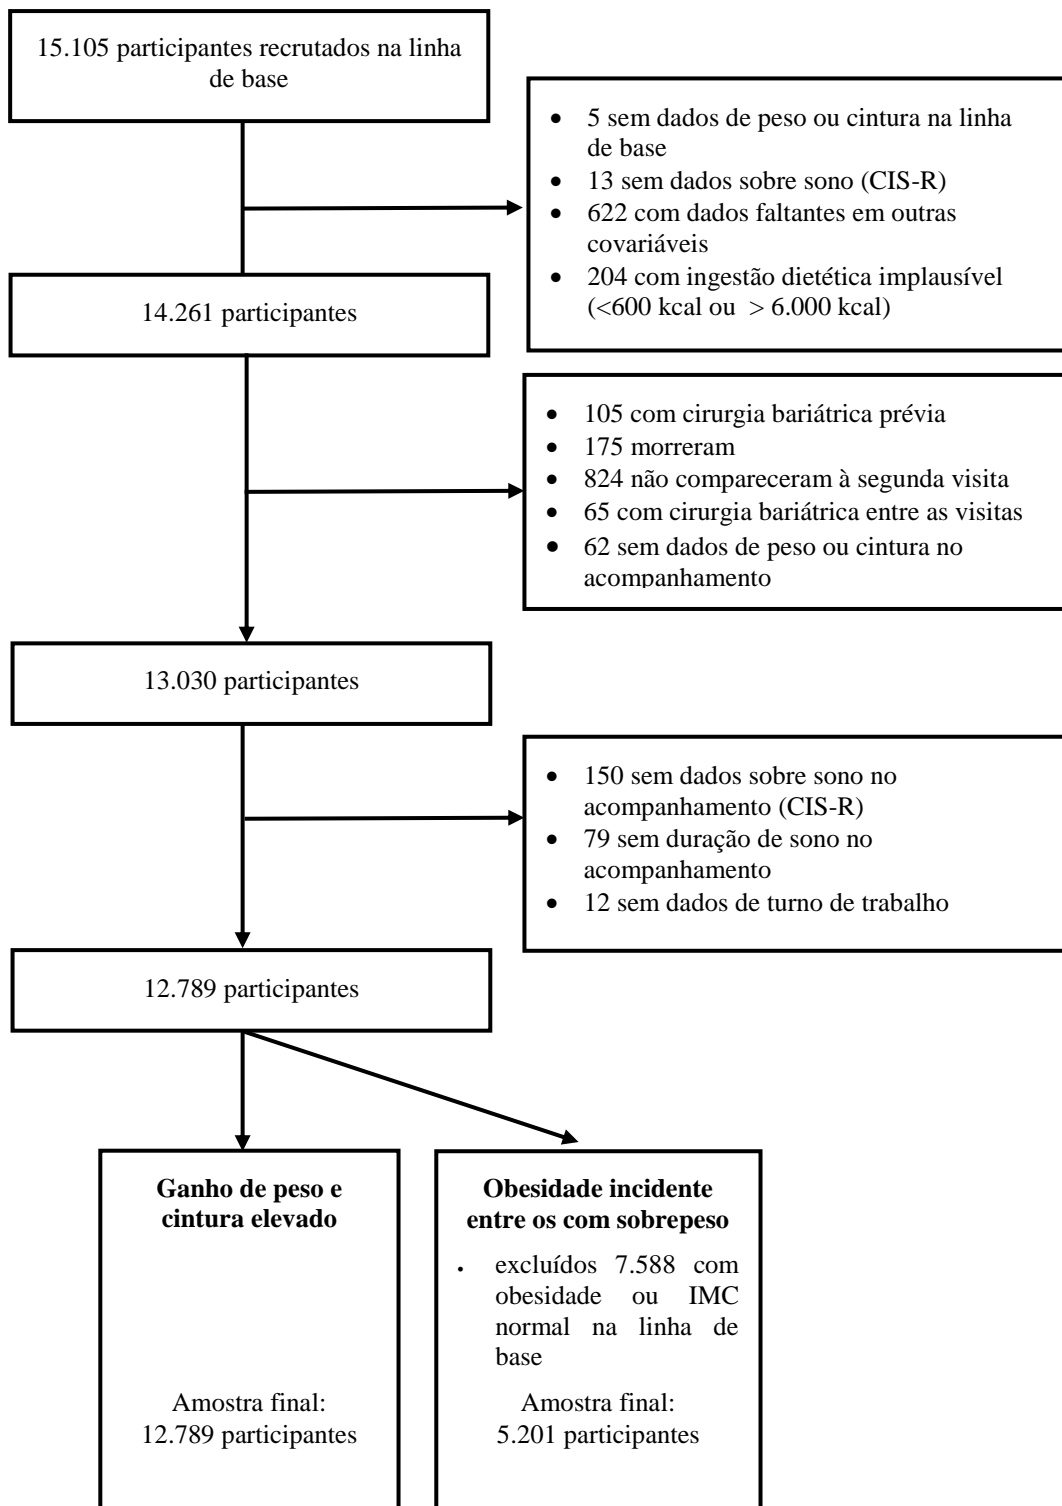 15.105 participantes recrutados na linha
de base
• 5 sem dados de peso ou cintura na linha
de base
• 13 sem dados sobre sono (CIS-R)
• 622 com dados faltantes em outras
covariáveis
• 204 com ingestão dietética implausível
(<600 kcal ou > 6.000 kcal)
14.261 participantes
• 105 com cirurgia bariátrica prévia
• 175 morreram
• 824 não compareceram à segunda visita
• 65 com cirurgia bariátrica entre as visitas
• 62 sem dados de peso ou cintura no
acompanhamento
13.030 participantes
• 150 sem dados sobre sono no
acompanhamento (CIS-R)
• 79 sem duração de sono no
acompanhamento
• 12 sem dados de turno de trabalho
12.789 participantes
Ganho de peso e
cintura elevado
Amostra final:
12.789 participantes
Obesidade incidente
entre os com sobrepeso
• excluídos 7.588 com
obesidade ou IMC
normal na linha de
base
Amostra final:
5.201 participantes